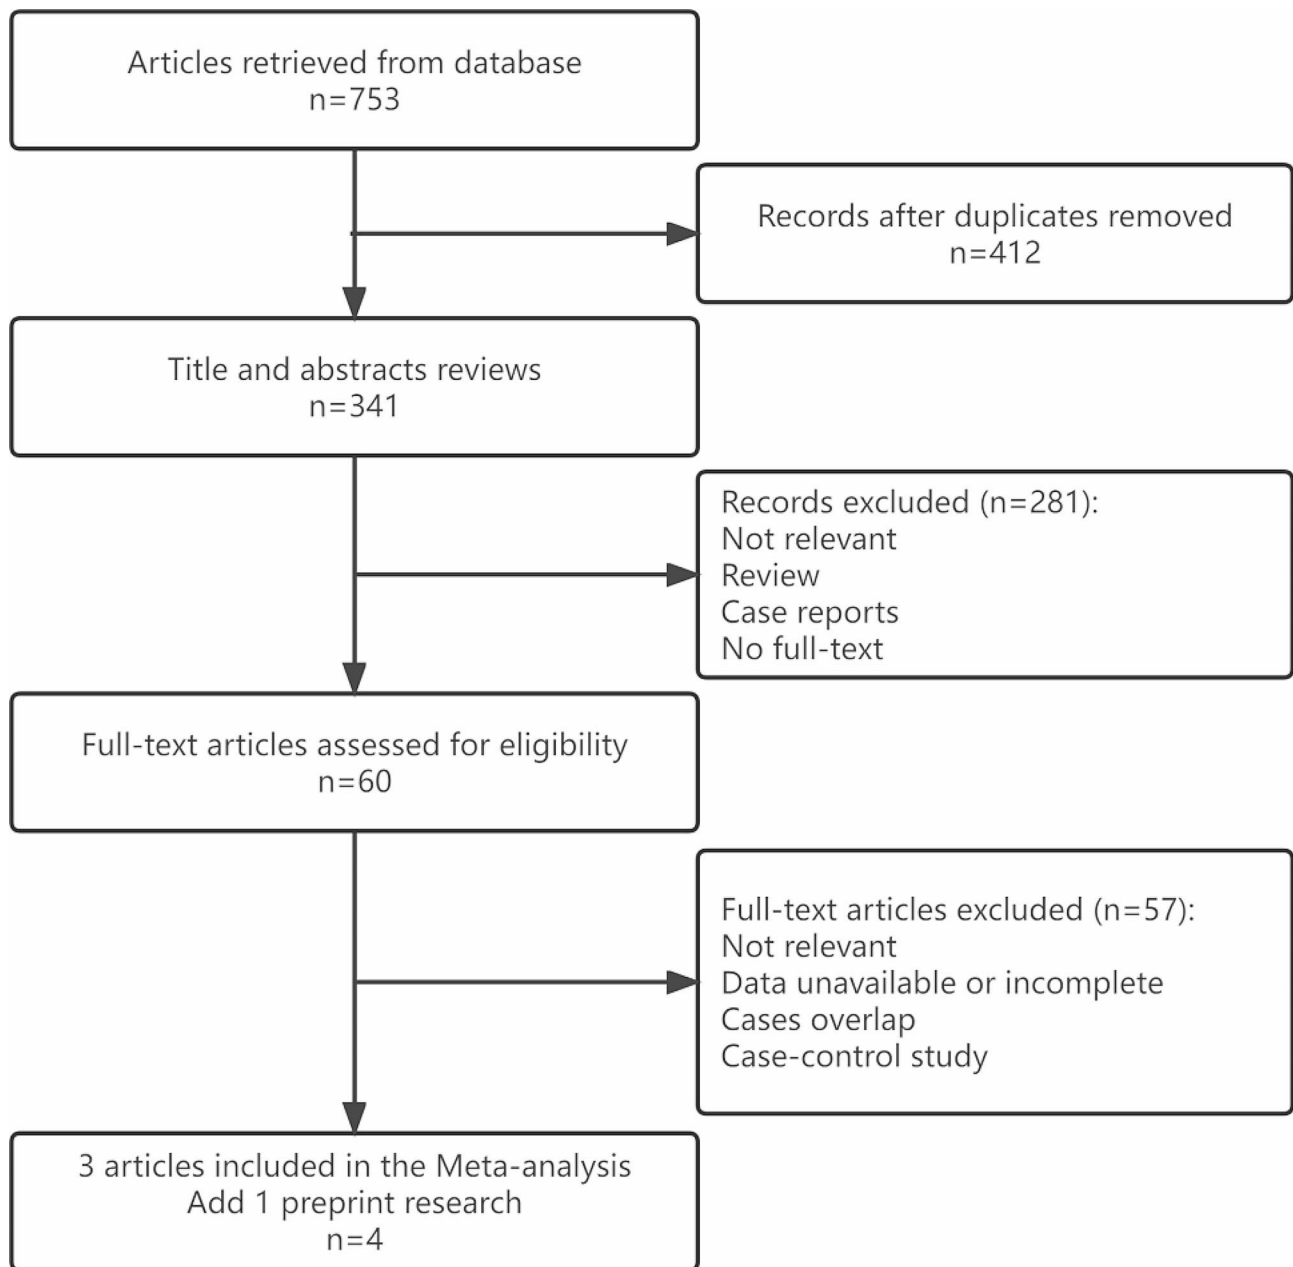 Articles retrieved from database
n=753
Records after duplicates removed
n=412
Title and abstracts reviews
n=341
Records excluded (n=281):
Not relevant
Review
Case reports
No full-text
Full-text articles assessed for eligibility
n=60
Full-text articles excluded (n=57):
Not relevant
Data unavailable or incomplete
Cases overlap
Case-control study
3 articles included in the Meta-analysis
Add 1 preprint research
n=4